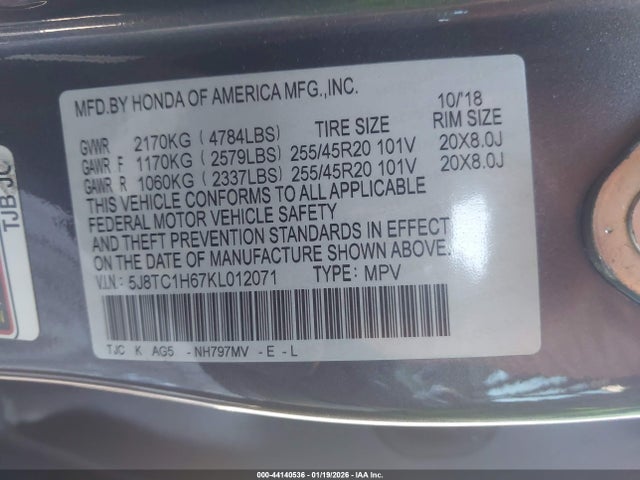 MFD.BY HONDA OF AMERICA MFG.,INC. 10/'18
GVWR 2170KG (4784LBS) TIRE SIZE RIM SIZE
GAWR F 1170KG (2579LBS) 255/45R20 101V 20X8.0J
GAWR R 1060KG (2337LBS) 255/45R20 101V 20X8.0J
THIS VEHICLE CONFORMS TO ALL APPLICABLE
FEDERAL MOTOR VEHICLE SAFETY
AND THEFT PREVENTION STANDARDS IN EFFECT
ON THE DATE OF MANUFACTURE SHOWN ABOVE.
V.I.N: 5J8TC1H67KL012071 TYPE: MPV
TJC K AG5 - NH797MV - E - L
TJB-JC
000-44140536 - 01/19/2026 - IAA Inc.